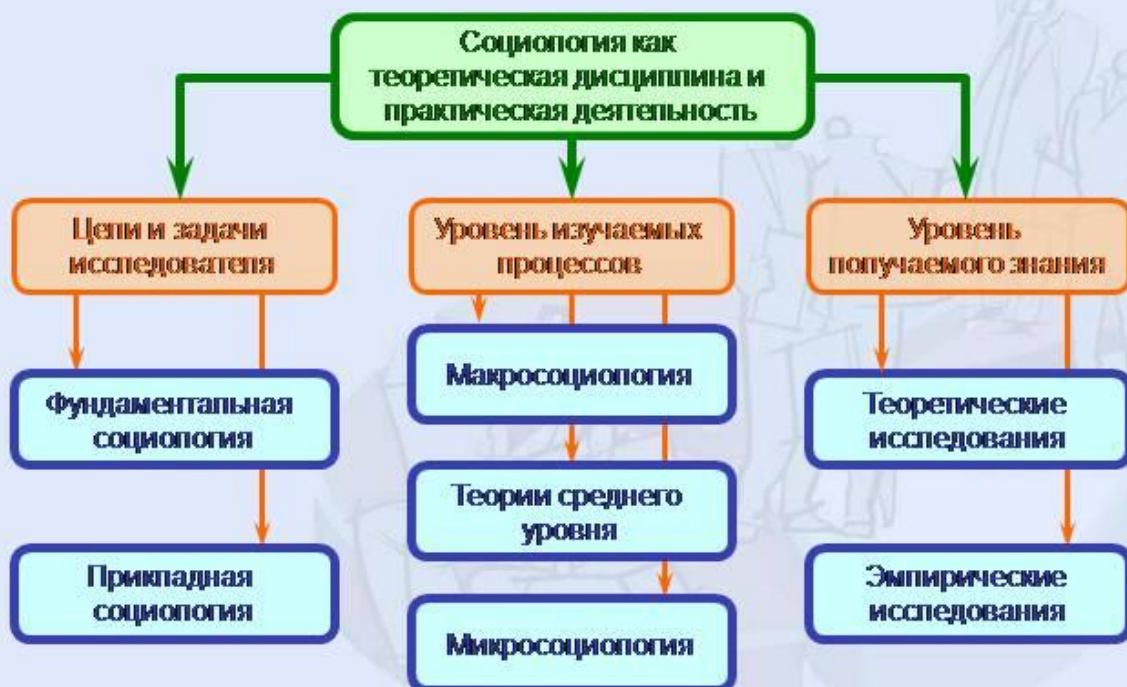 Социология как
теоретическая дисциплина и
практическая деятельность
Цели и задачи
исследователя
Уровень изучаемых
процессов
Уровень
получаемого знания
Фундаментальная
социология
Прикладная
социология
Макросоциология
Теории среднего
уровня
Микросоциология
Теоретические
исследования
Эмпирические
исследования